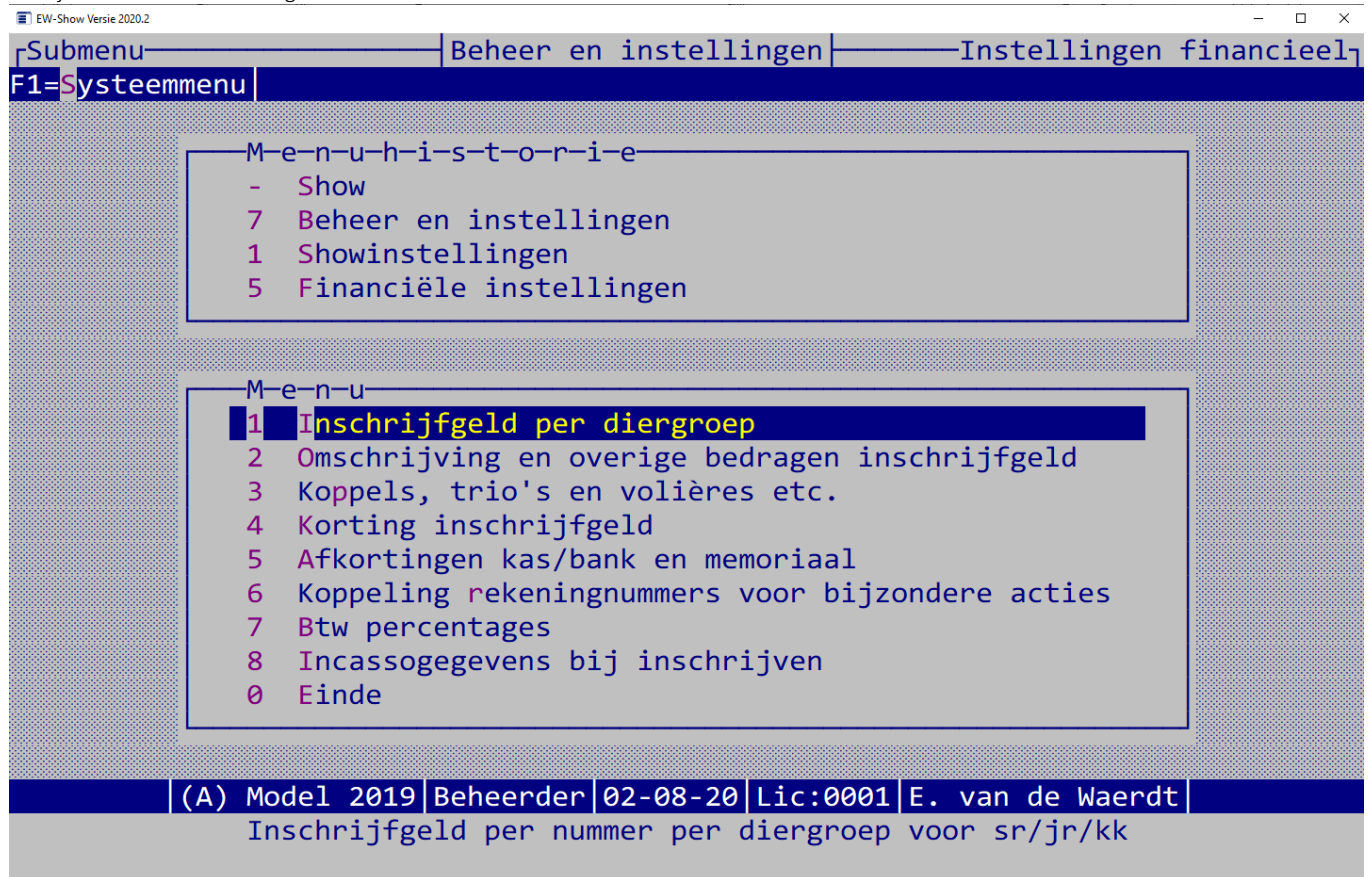 EW-Show Versie 2020.2
Submenu Beheer en instellingen Instellingen financieel
F1=Systeemmenu
M-e-n-u-h-i-s-t-o-r-i-e
- Show
7 Beheer en instellingen
1 Showinstellingen
5 Financiële instellingen
M-e-n-u
1 Inschrijfgeld per diergroep
2 Omschrijving en overige bedragen inschrijfgeld
3 Koppels, trio's en volières etc.
4 Korting inschrijfgeld
5 Afkortingen kas/bank en memoriaal
6 Koppeling rekeningnummers voor bijzondere acties
7 Btw percentages
8 Incassogegevens bij inschrijven
0 Einde
(A) Model 2019|Beheerder|02-08-20|Lic:0001|E. van de Waerdt|
Inschrijfgeld per nummer per diergroep voor sr/jr/kk